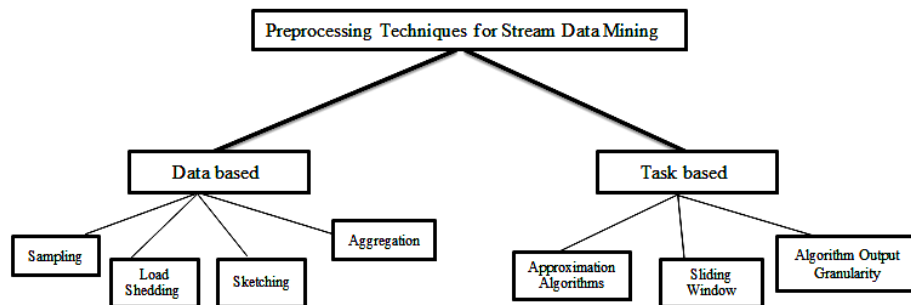 Preprocessing Techniques for Stream Data Mining
Data based
Task based
Sampling
Load
Shedding
Sketching
Aggregation
Approximation
Algorithms
Sliding
Window
Algorithm Output
Granularity